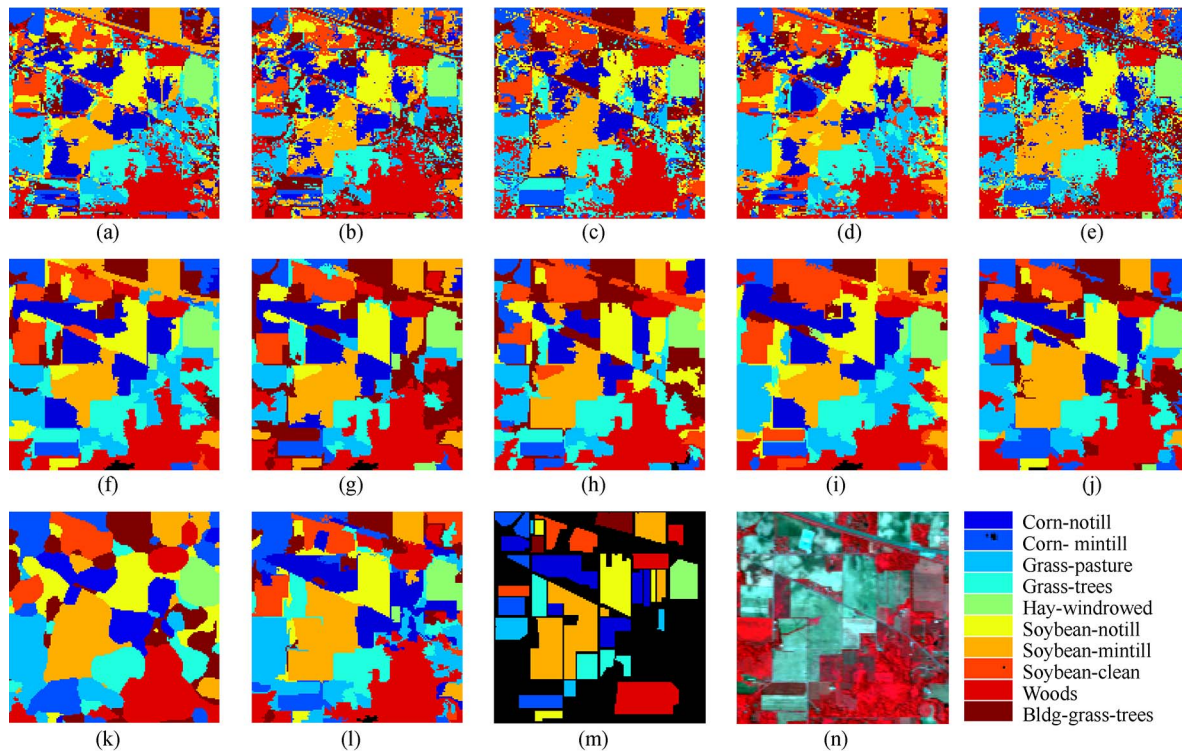 (a) (b) (c) (d) (e)
(f) (g) (h) (i) (j)
Corn-notill
Corn- mintill
Grass-pasture
Grass-trees
Hay-windrowed
Soybean-notill
Soybean-mintill
Soybean-clean
Woods
Bldg-grass-trees
(k) (l) (m) (n)